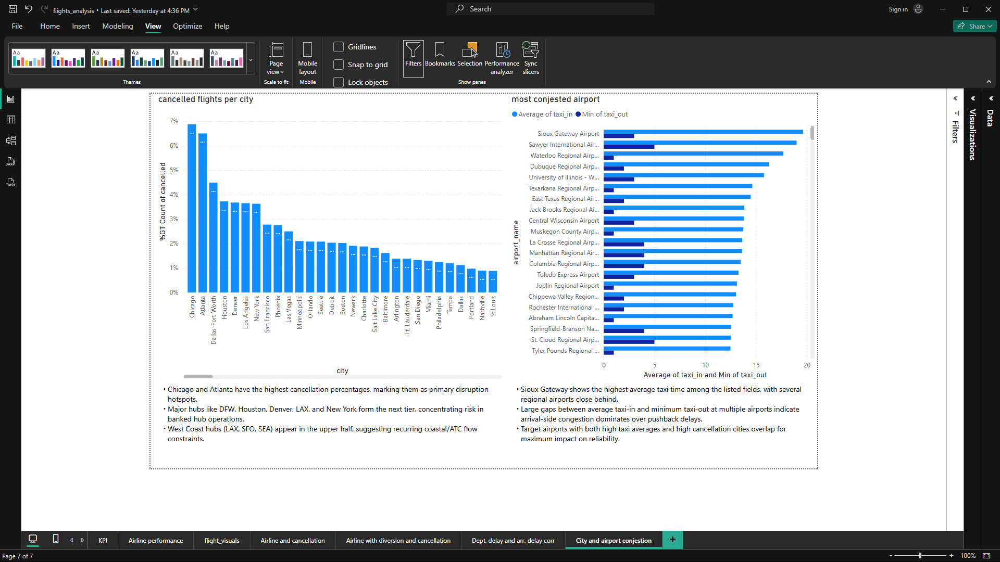 flights_analysis • Last saved: Yesterday at 4:36 PM
Search
Sign in
File
Home
Insert
Modeling
View
Optimize
Help
Share
Aa
Aa
Aa
Aa
Aa
Aa
Themes
Page
view
Scale to fit
Mobile
layout
Mobile
Gridlines
Snap to grid
Lock objects
Filters
Bookmarks
Selection
Performance
analyzer
Sync
slicers
Show panes
DAX
TMDL
cancelled flights per city
7%
6%
5%
4%
3%
2%
1%
0%
%GT Count of cancelled
Chicago
Atlanta
Dallas-Fort Worth
Houston
Denver
Los Angeles
New York
San Francisco
Phoenix
Las Vegas
Minneapolis
Orlando
Seattle
Detroit
Boston
Newark
Charlotte
Salt Lake City
Baltimore
Arlington
Ft. Lauderdale
San Diego
Miami
Philadelphia
Tampa
Dallas
Portland
Nashville
St Louis
city
• Chicago and Atlanta have the highest cancellation percentages, marking them as primary disruption
hotspots.
• Major hubs like DFW, Houston, Denver, LAX, and New York form the next tier, concentrating risk in
banked hub operations.
• West Coast hubs (LAX, SFO, SEA) appear in the upper half, suggesting recurring coastal/ATC flow
constraints.
most conjested airport
Average of taxi_in
Min of taxi_out
airport_name
Sioux Gateway Airport
Sawyer International Air...
Waterloo Regional Airp...
Dubuque Regional Airp...
University of Illinois - W...
Texarkana Regional Airp...
East Texas Regional Air...
Jack Brooks Regional Ai...
Central Wisconsin Airport
Muskegon County Airp...
La Crosse Regional Airp...
Manhattan Regional Air...
Columbia Regional Airp...
Toledo Express Airport
Joplin Regional Airport
Chippewa Valley Region...
Rochester International ...
Abraham Lincoln Capita...
Springfield-Branson Na...
St. Cloud Regional Airp...
Tyler Pounds Regional ...
0
5
10
15
20
Average of taxi_in and Min of taxi_out
• Sioux Gateway shows the highest average taxi time among the listed fields, with several
regional airports close behind.
• Large gaps between average taxi-in and minimum taxi-out at multiple airports indicate
arrival-side congestion dominates over pushback delays.
• Target airports with both high taxi averages and high cancellation cities overlap for
maximum impact on reliability.
Filters
Visualizations
Data
KPI
Airline performance
flight_visuals
Airline and cancellation
Airline with diversion and cancellation
Dept. delay and arr. delay corr
City and airport conjestion
Page 7 of 7
100%